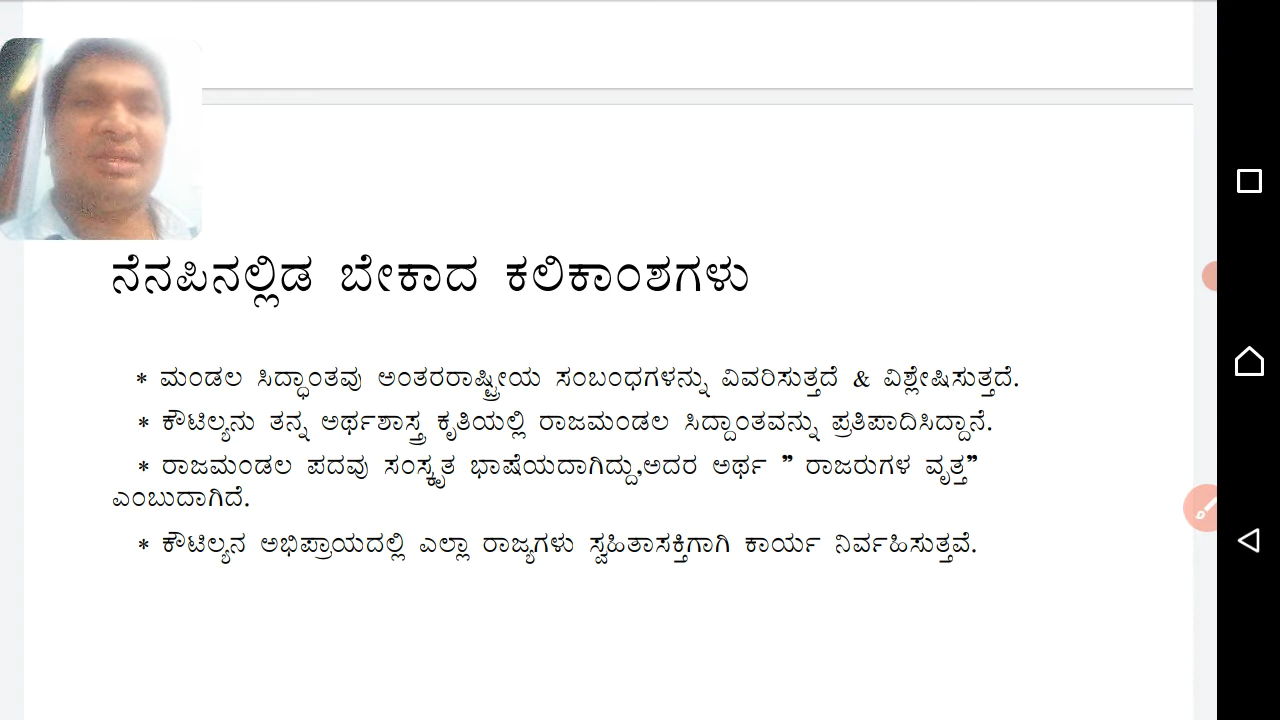 ನೆನಪಿನಲ್ಲಿಡ ಬೇಕಾದ ಕಲಿಕಾಂಶಗಳು
* ಮಂಡಲ ಸಿದ್ಧಾಂತವು ಅಂತರರಾಷ್ಟ್ರೀಯ ಸಂಬಂಧಗಳನ್ನು ವಿವರಿಸುತ್ತದೆ & ವಿಶ್ಲೇಷಿಸುತ್ತದೆ.
* ಕೌಟಿಲ್ಯನು ತನ್ನ ಅರ್ಥಶಾಸ್ತ್ರ ಕೃತಿಯಲ್ಲಿ ರಾಜಮಂಡಲ ಸಿದ್ದಾಂತವನ್ನು ಪ್ರತಿಪಾದಿಸಿದ್ದಾನೆ.
* ರಾಜಮಂಡಲ ಪದವು ಸಂಸ್ಕೃತ ಭಾಷೆಯದಾಗಿದ್ದು,ಅದರ ಅರ್ಥ ” ರಾಜರುಗಳ ವೃತ್ತ”
ಎಂಬುದಾಗಿದೆ.
* ಕೌಟಿಲ್ಯನ ಅಭಿಪ್ರಾಯದಲ್ಲಿ ಎಲ್ಲಾ ರಾಜ್ಯಗಳು ಸ್ವಹಿತಾಸಕ್ತಿಗಾಗಿ ಕಾರ್ಯ ನಿರ್ವಹಿಸುತ್ತವೆ.